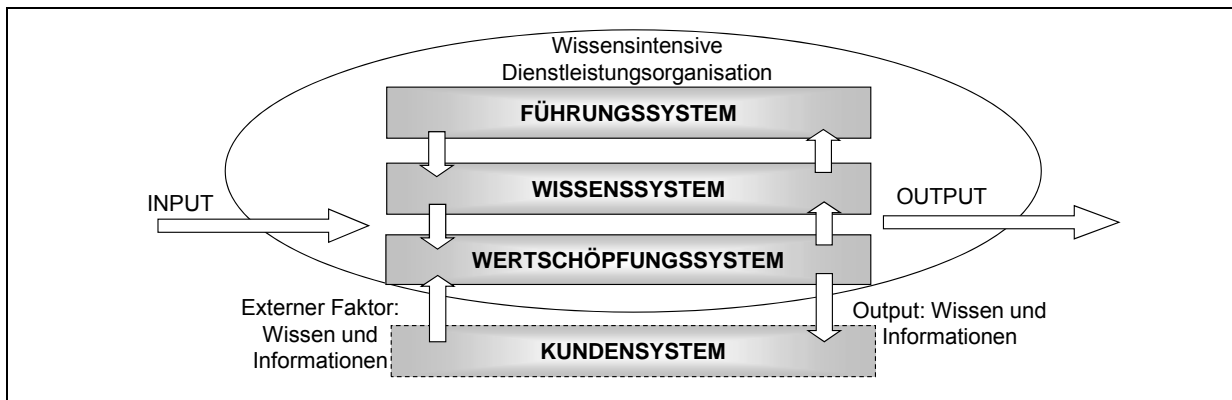 Wissensintensive
Dienstleistungsorganisation
FÜHRUNGSSYSTEM
WISSENSSYSTEM
INPUT
OUTPUT
WERTSCHÖPFUNGSSYSTEM
Externer Faktor:
Wissen und
Informationen
Output: Wissen und
Informationen
KUNDENSYSTEM